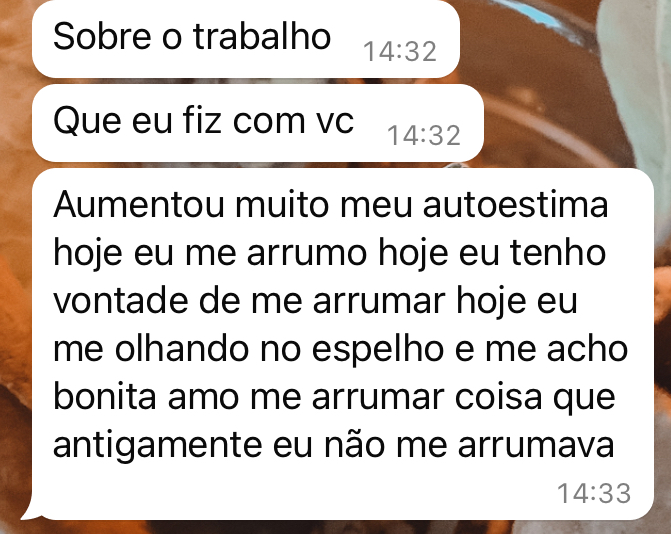 Sobre o trabalho 14:32
Que eu fiz com vc 14:32
Aumentou muito meu autoestima
hoje eu me arrumo hoje eu tenho
vontade de me arrumar hoje eu
me olhando no espelho e me acho
bonita amo me arrumar coisa que
antigamente eu não me arrumava
14:33